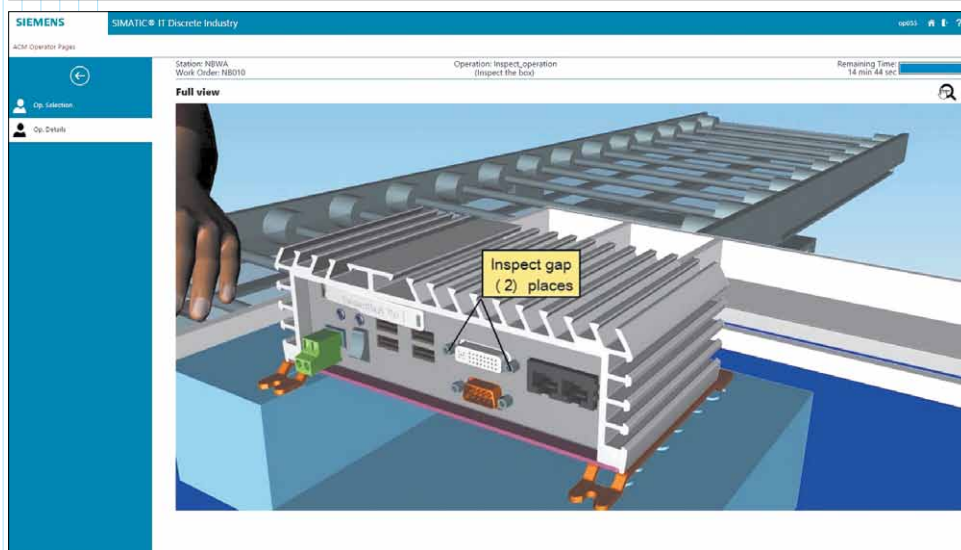 SIEMENS
SIMATIC® IT Discrete Industry
op055
?
ACM Operator Pages
Station: NBWA
Work Order: NB010
Operation: Inspect_operation
(Inspect the box)
Remaining Time:
14 min 44 sec
Full view
Op. Selection
Op. Details
Inspect gap
( 2) places